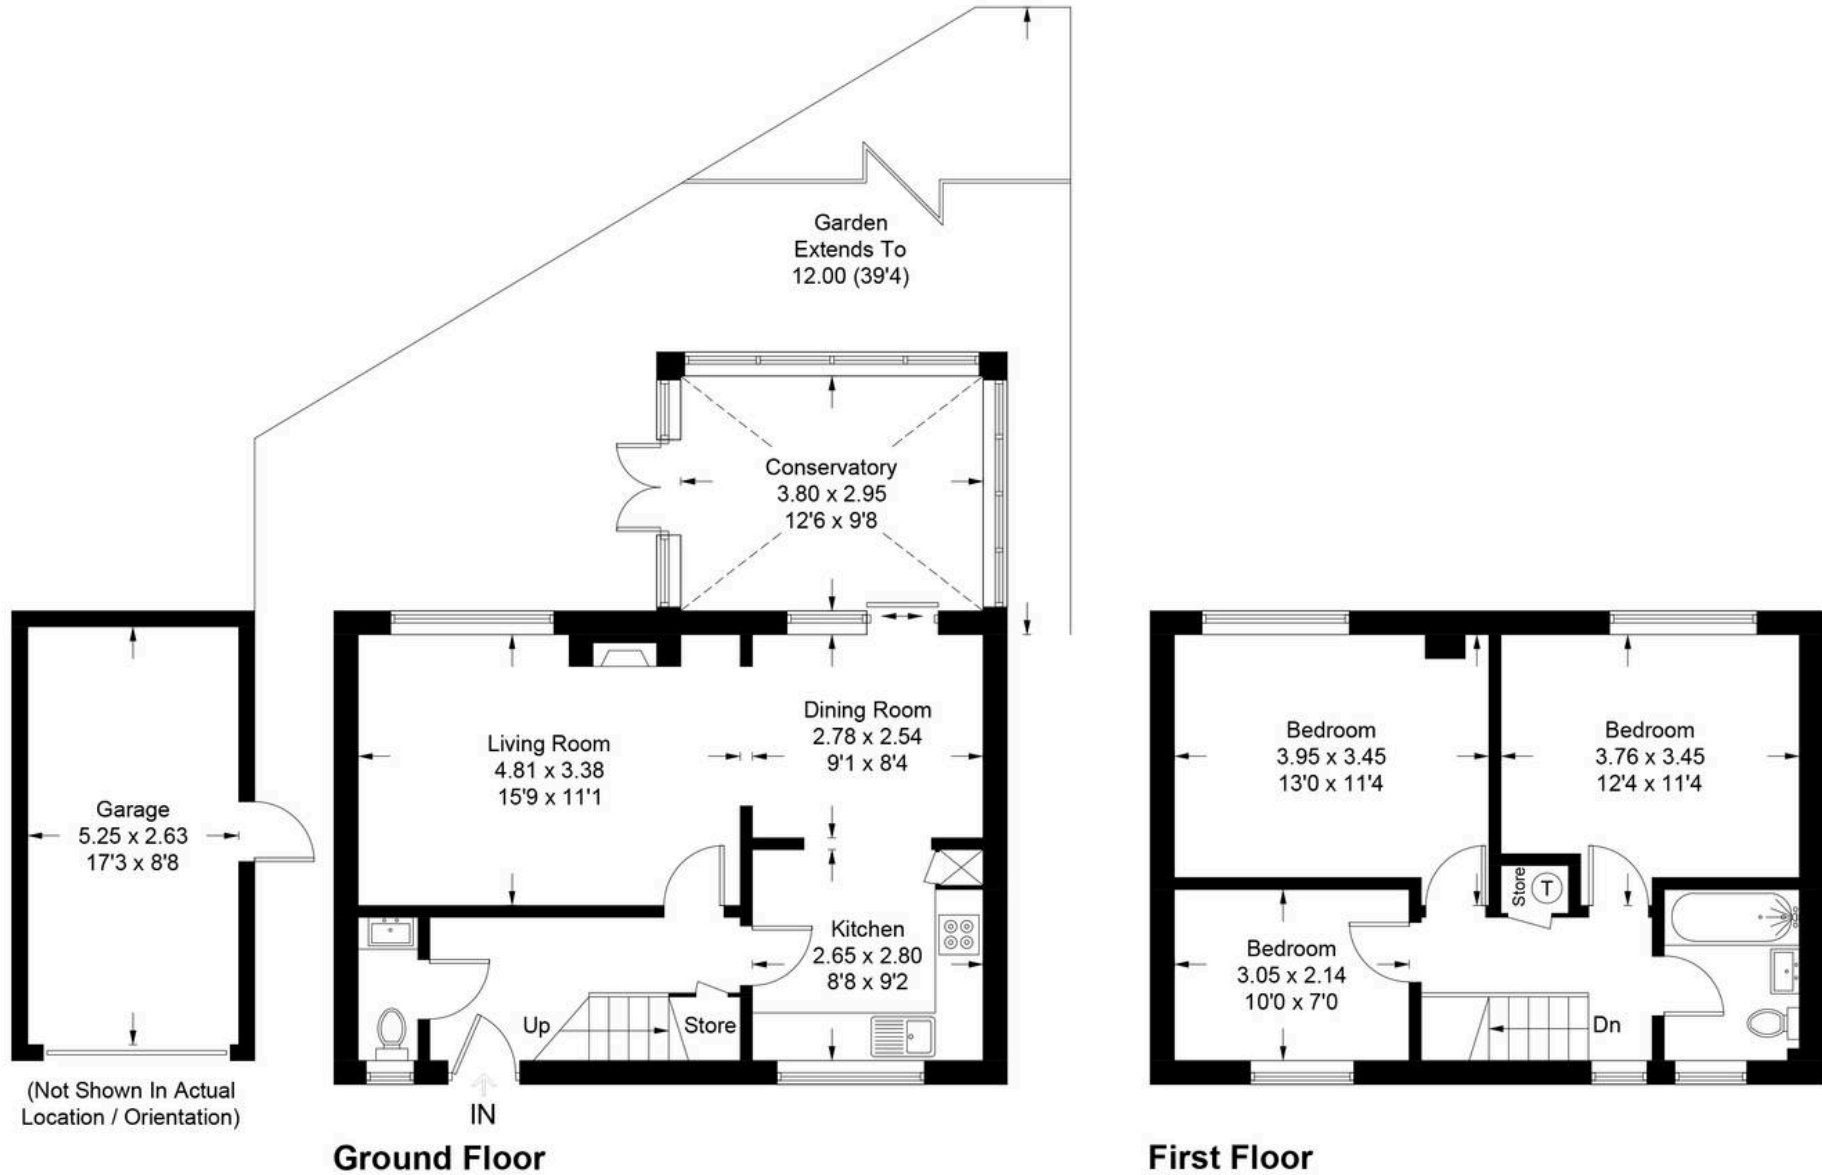 Garden
Extends To
12.00 (39'4)
Conservatory
3.80 x 2.95
12'6 x 9'8
Living Room
4.81 x 3.38
15'9 x 11'1
Dining Room
2.78 x 2.54
9'1 x 8'4
Kitchen
2.65 x 2.80
8'8 x 9'2
Up
Store
IN
Garage
5.25 x 2.63
17'3 x 8'8
(Not Shown In Actual
Location / Orientation)
Ground Floor
Bedroom
3.95 x 3.45
13'0 x 11'4
Bedroom
3.76 x 3.45
12'4 x 11'4
Store
T
Bedroom
3.05 x 2.14
10'0 x 7'0
Dn
First Floor